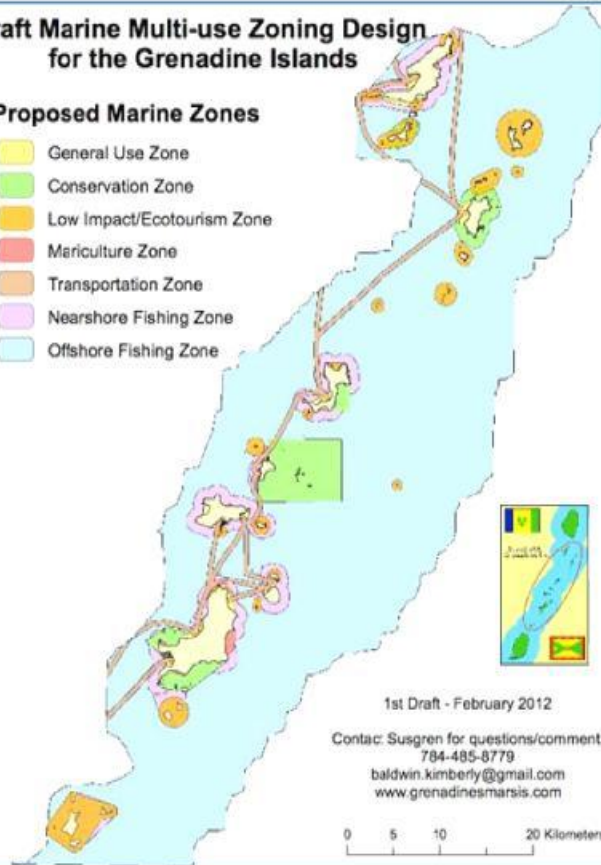 raft Marine Multi-use Zoning Design
for the Grenadine Islands
Proposed Marine Zones
General Use Zone
Conservation Zone
Low Impact/Ecotourism Zone
Mariculture Zone
Transportation Zone
Nearshore Fishing Zone
Offshore Fishing Zone
1st Draft - February 2012
Contac: Susgren for questions/comment
784-485-8779
baldwin.kimberly@gmail.com
www.grenadinesmarsis.com
0 5 10 20 Kilometers